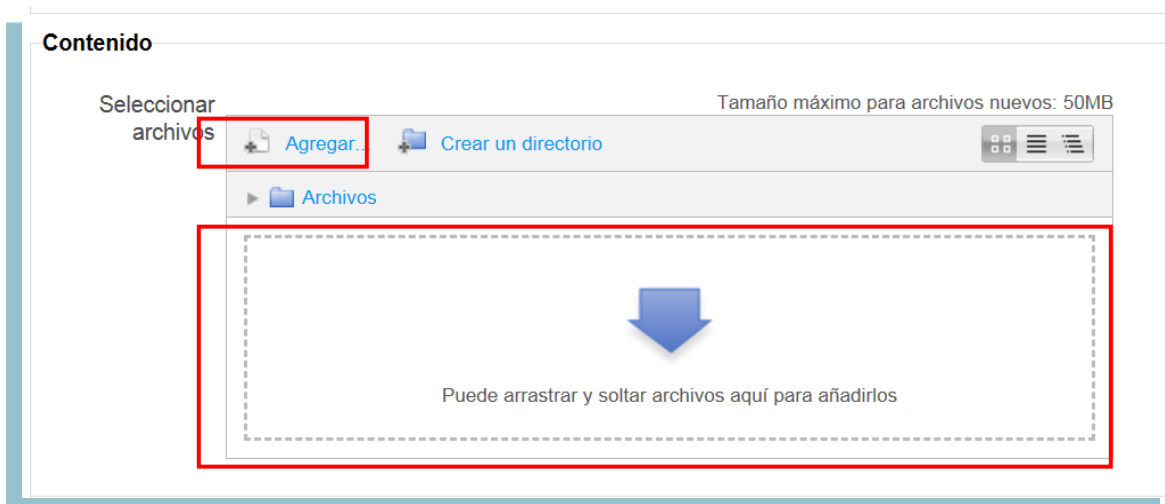 Contenido
Seleccionar archivos
Tamaño máximo para archivos nuevos: 50MB
Agregar...
Crear un directorio
Archivos
Puede arrastrar y soltar archivos aquí para añadirlos